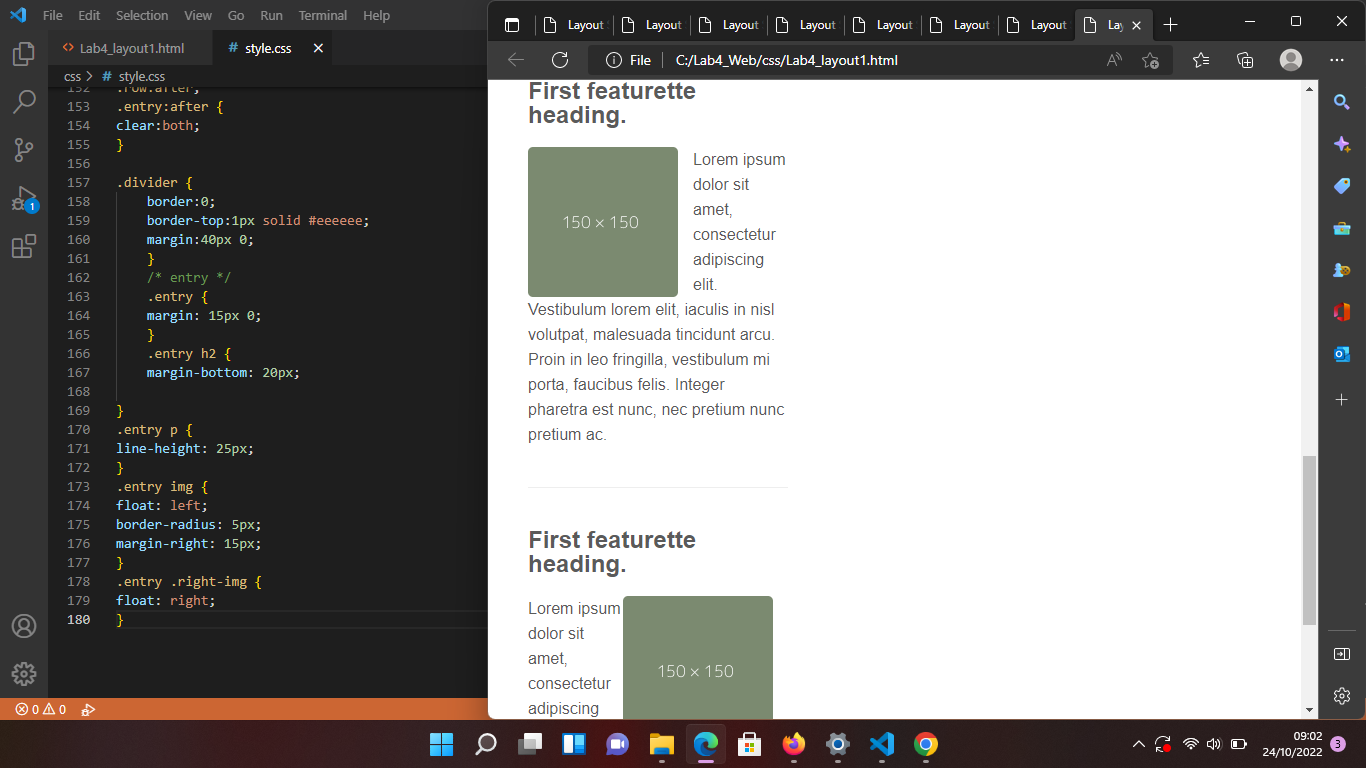 File Edit Selection View Go Run Terminal Help
Lab4_layout1.html
# style.css
css > # style.css
152 .row:after,
153 .entry:after {
154 clear:both;
155 }
156
157 .divider {
158 border:0;
159 border-top:1px solid #eeeeee;
160 margin:40px 0;
161 }
162 /* entry */
163 .entry {
164 margin: 15px 0;
165 }
166 .entry h2 {
167 margin-bottom: 20px;
168
169 }
170 .entry p {
171 line-height: 25px;
172 }
173 .entry img {
174 float: left;
175 border-radius: 5px;
176 margin-right: 15px;
177 }
178 .entry .right-img {
179 float: right;
180 }
1
0 0
Layout
Layout
Layout
Layout
Layout
Layout
Layout
Lay
File
C:/Lab4_Web/css/Lab4_layout1.html
First featurette
heading.
150 × 150
Lorem ipsum
dolor sit
amet,
consectetur
adipiscing
elit.
Vestibulum lorem elit, iaculis in nisl
volutpat, malesuada tincidunt arcu.
Proin in leo fringilla, vestibulum mi
porta, faucibus felis. Integer
pharetra est nunc, nec pretium nunc
pretium ac.
First featurette
heading.
Lorem ipsum
dolor sit
amet,
consectetur
adipiscing
150 × 150
09:02
24/10/2022
3